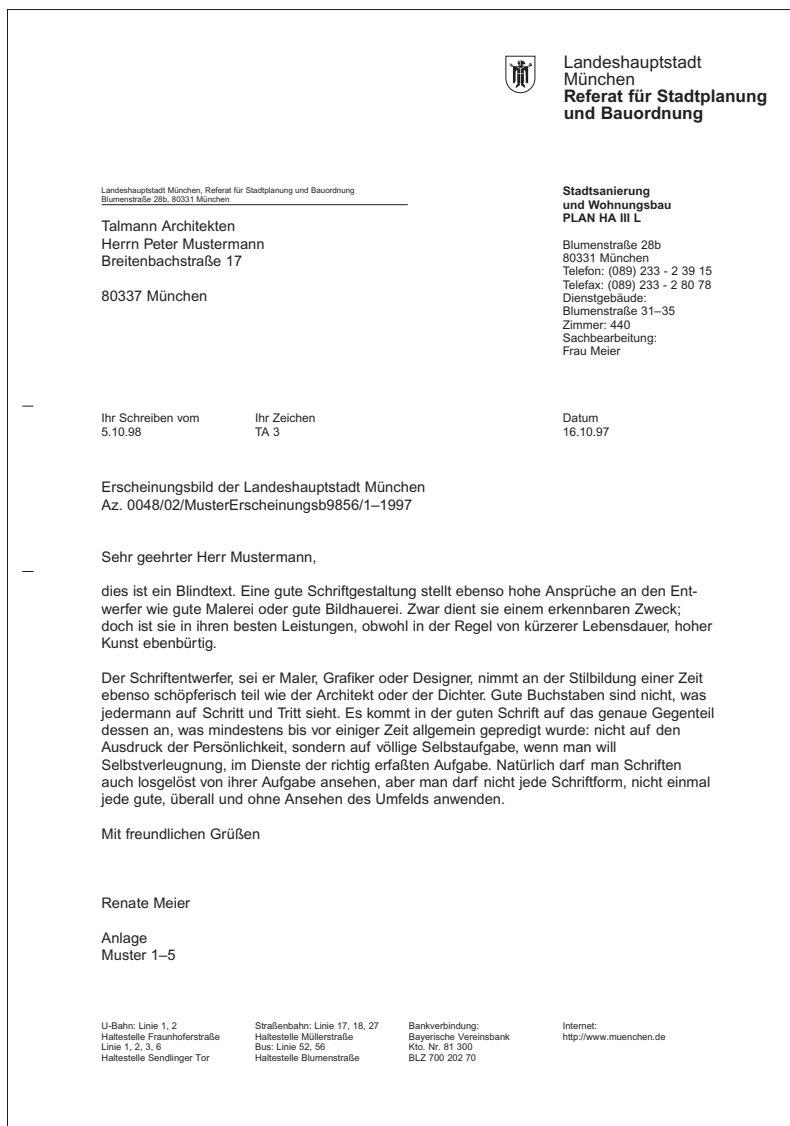 Landeshauptstadt
München
Referat für Stadtplanung
und Bauordnung
Landeshauptstadt München, Referat für Stadtplanung und Bauordnung
Blumenstraße 28b, 80331 München
Talmann Architekten
Herrn Peter Mustermann
Breitenbachstraße 17
80337 München
Stadtsanierung
und Wohnungsbau
PLAN HA III L
Blumenstraße 28b
80331 München
Telefon: (089) 233 - 2 39 15
Telefax: (089) 233 - 2 80 78
Dienstgebäude:
Blumenstraße 31–35
Zimmer: 440
Sachbearbeitung:
Frau Meier
Ihr Schreiben vom
5.10.98
Ihr Zeichen
TA 3
Datum
16.10.97
Erscheinungsbild der Landeshauptstadt München
Az. 0048/02/MusterErscheinungsb9856/1–1997
Sehr geehrter Herr Mustermann,
dies ist ein Blindtext. Eine gute Schriftgestaltung stellt ebenso hohe Ansprüche an den Ent-
werfer wie gute Malerei oder gute Bildhauerei. Zwar dient sie einem erkennbaren Zweck;
doch ist sie in ihren besten Leistungen, obwohl in der Regel von kürzerer Lebensdauer, hoher
Kunst ebenbürtig.
Der Schriftentwerfer, sei er Maler, Grafiker oder Designer, nimmt an der Stilbildung einer Zeit
ebenso schöpferisch teil wie der Architekt oder der Dichter. Gute Buchstaben sind nicht, was
jedermann auf Schritt und Tritt sieht. Es kommt in der guten Schrift auf das genaue Gegenteil
dessen an, was mindestens bis vor einiger Zeit allgemein gepredigt wurde: nicht auf den
Ausdruck der Persönlichkeit, sondern auf völlige Selbstaufgabe, wenn man will
Selbstverleugnung, im Dienste der richtig erfaßten Aufgabe. Natürlich darf man Schriften
auch losgelöst von ihrer Aufgabe ansehen, aber man darf nicht jede Schriftform, nicht einmal
jede gute, überall und ohne Ansehen des Umfelds anwenden.
Mit freundlichen Grüßen
Renate Meier
Anlage
Muster 1–5
U-Bahn: Linie 1, 2
Haltestelle Fraunhoferstraße
Linie 1, 2, 3, 6
Haltestelle Sendlinger Tor
Straßenbahn: Linie 17, 18, 27
Haltestelle Müllerstraße
Bus: Linie 52, 56
Haltestelle Blumenstraße
Bankverbindung:
Bayerische Vereinsbank
Kto. Nr. 81 300
BLZ 700 202 70
Internet:
http://www.muenchen.de